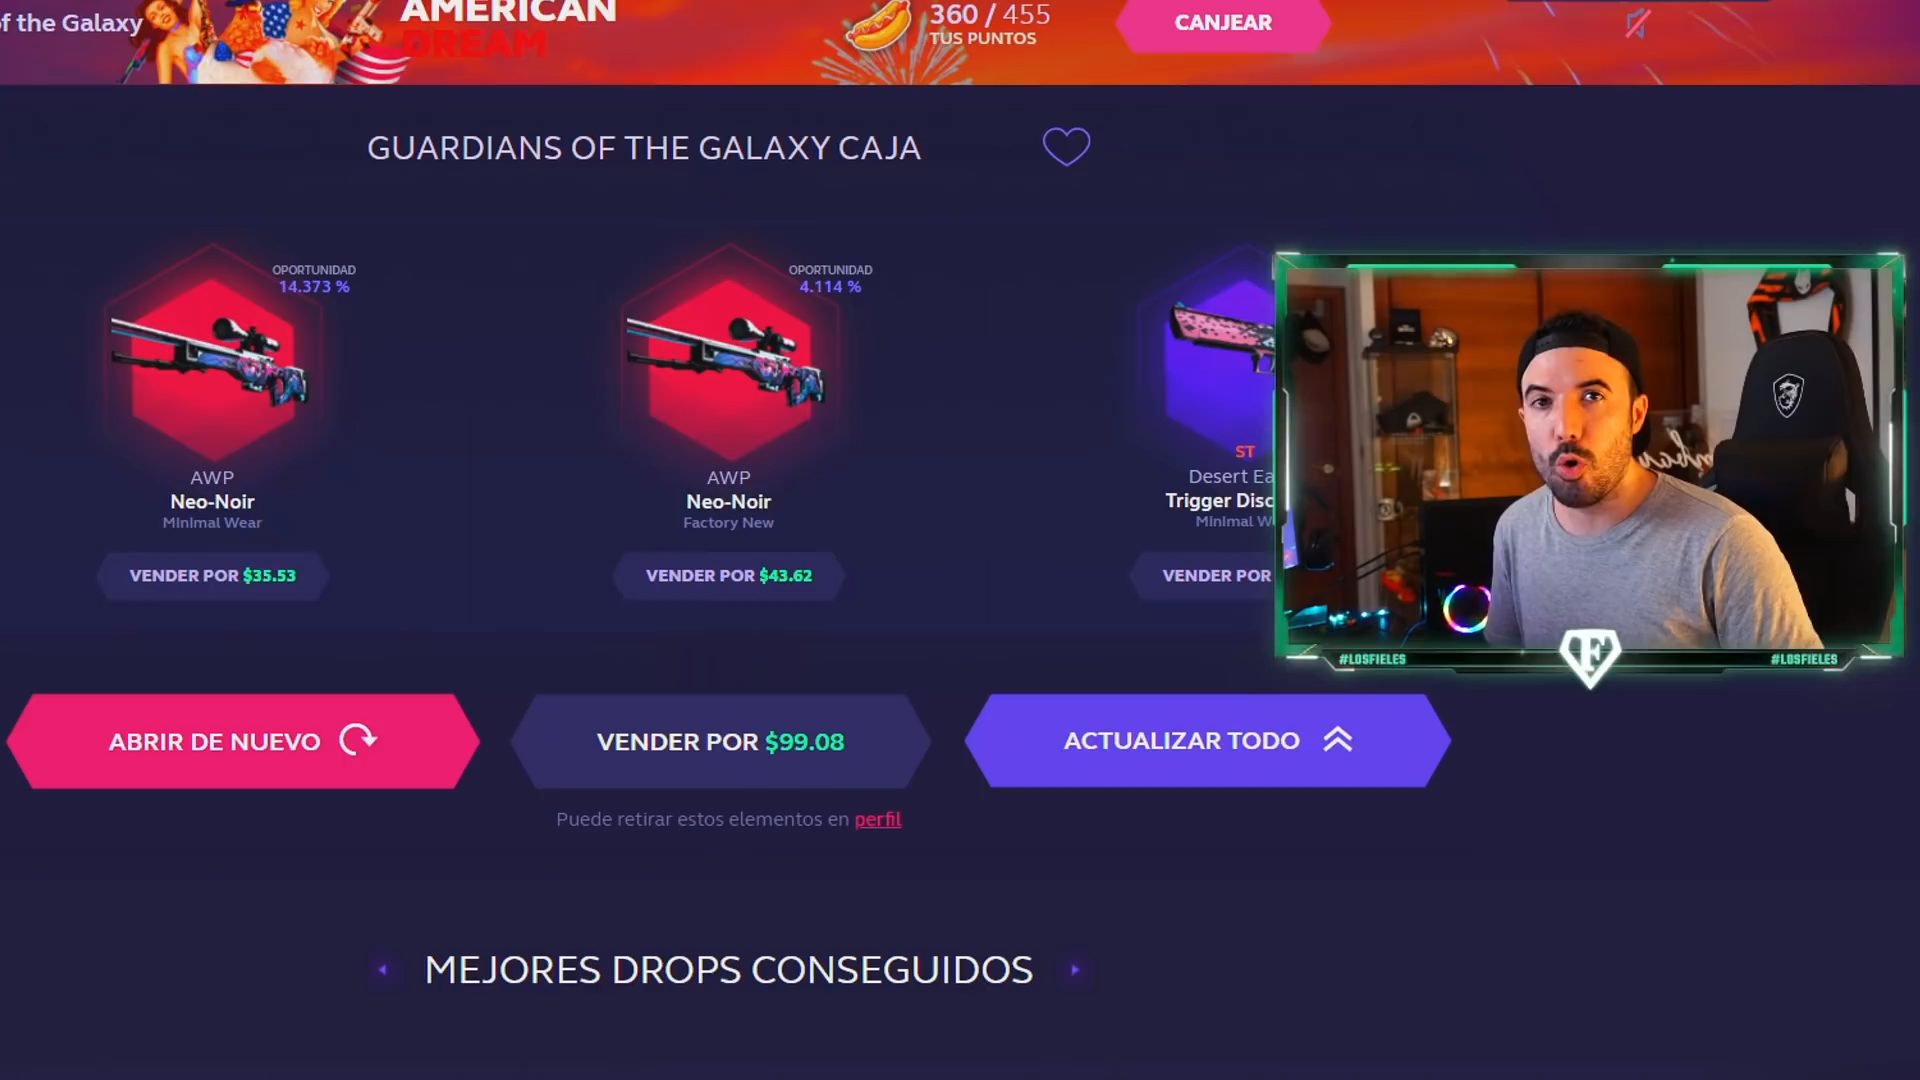 of the Galaxy
AMERICAN
DREAM
360 / 455
TUS PUNTOS
CANJEAR
GUARDIANS OF THE GALAXY CAJA
OPORTUNIDAD
14.373 %
AWP
Neo-Noir
Minimal Wear
VENDER POR $35.53
OPORTUNIDAD
4.114 %
AWP
Neo-Noir
Factory New
VENDER POR $43.62
ST
Desert Ea
Trigger Disc
Minimal W
VENDER POR
#LOSFIELES
F
#LOSFIELES
ABRIR DE NUEVO
VENDER POR $99.08
ACTUALIZAR TODO
Puede retirar estos elementos en perfil
MEJORES DROPS CONSEGUIDOS